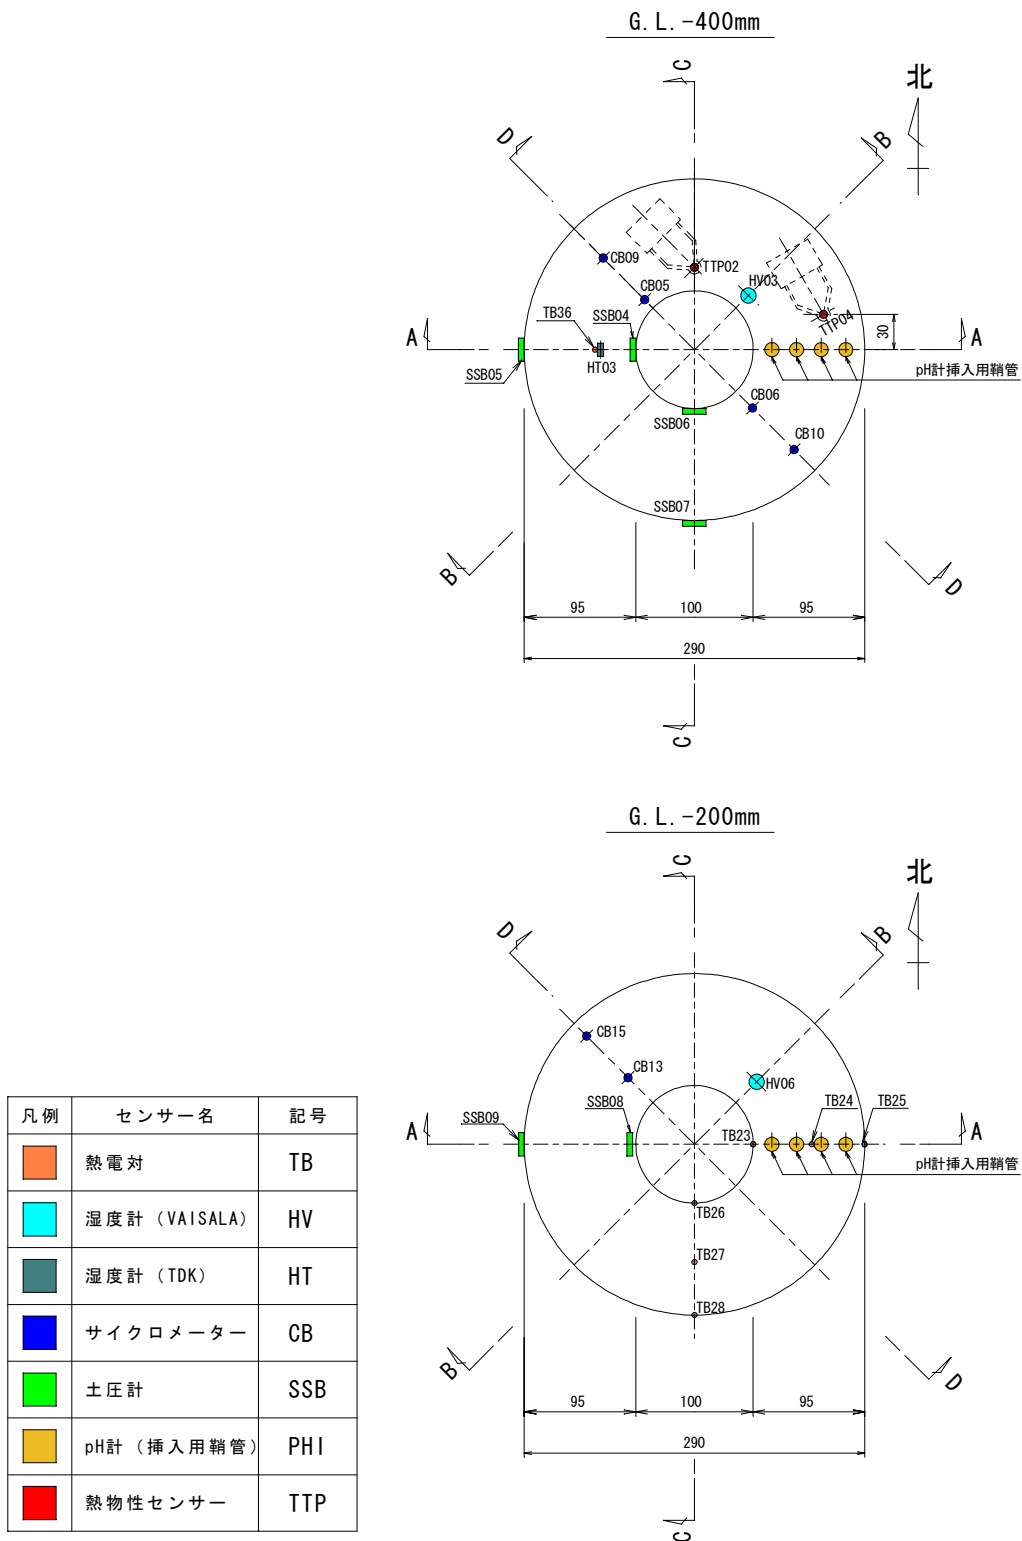 G.L.-400mm
C
北
D
B
CB09
TTP02
CB05
HV03
TB36
SSB04
TTP04
30
A
A
SSB05
HT03
pH計挿入用鞘管
CB06
SSB06
CB10
SSB07
B
D
95
100
95
290
C
G.L.-200mm
C
北
D
B
CB15
CB13
HV06
SSB09
SSB08
TB24
TB25
A
TB23
A
pH計挿入用鞘管
TB26
TB27
TB28
B
D
95
100
95
290
C
凡例 センサー名 記号
熱電対 TB
湿度計（VAISALA） HV
湿度計（TDK） HT
サイクロメーター CB
土圧計 SSB
pH計（挿入用鞘管） PHI
熱物性センサー TTP